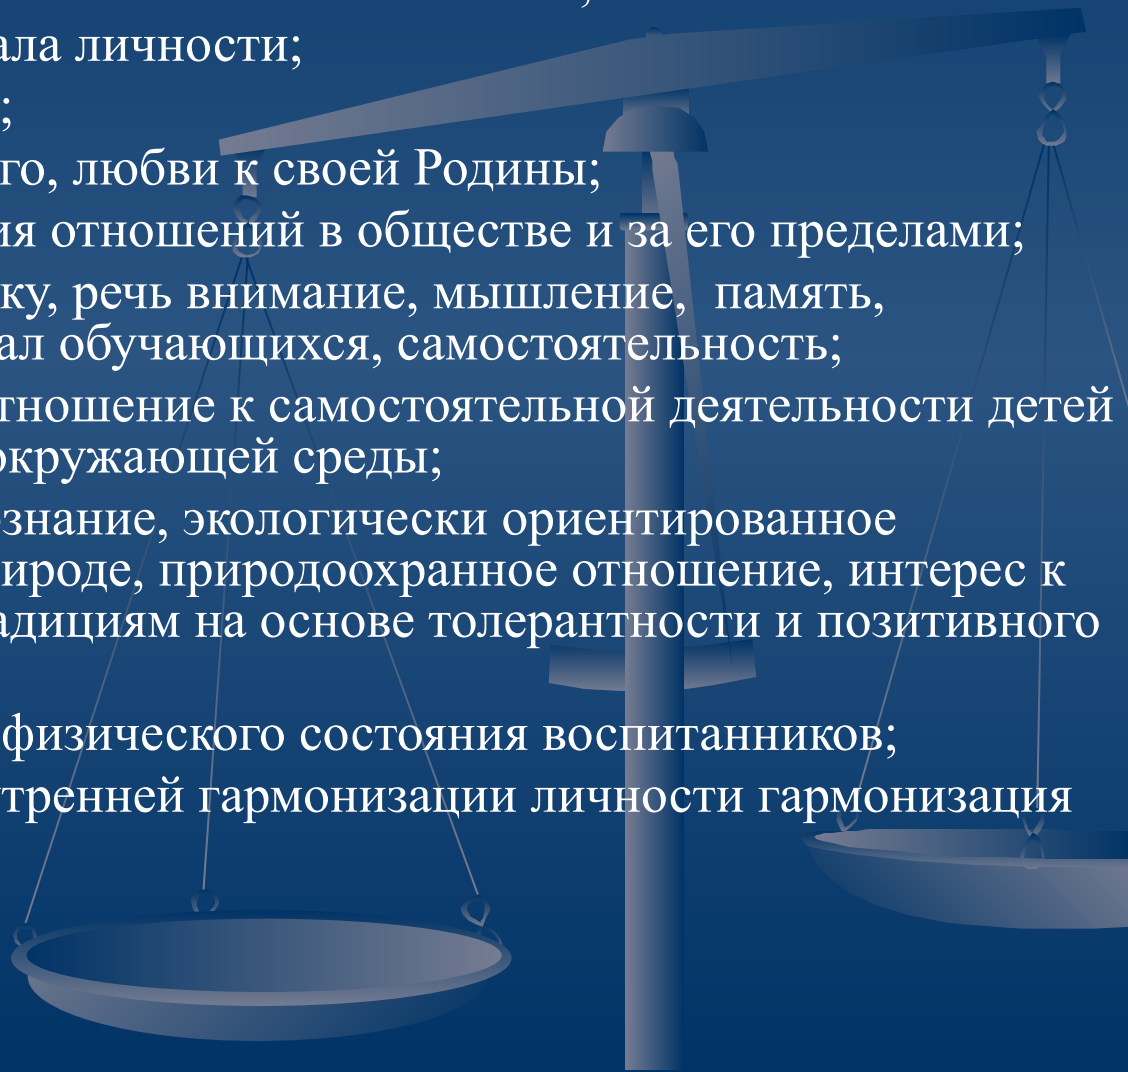 ала личности;
;
го, любви к своей Родины;
ия отношений в обществе и за его пределами;
ку, речь внимание, мышление, память,
ал обучающихся, самостоятельность;
тношение к самостоятельной деятельности детей
окружающей среды;
знание, экологически ориентированное
ироде, природоохранное отношение, интерес к
адициям на основе толерантности и позитивного
физического состояния воспитанников;
утренней гармонизации личности гармонизация